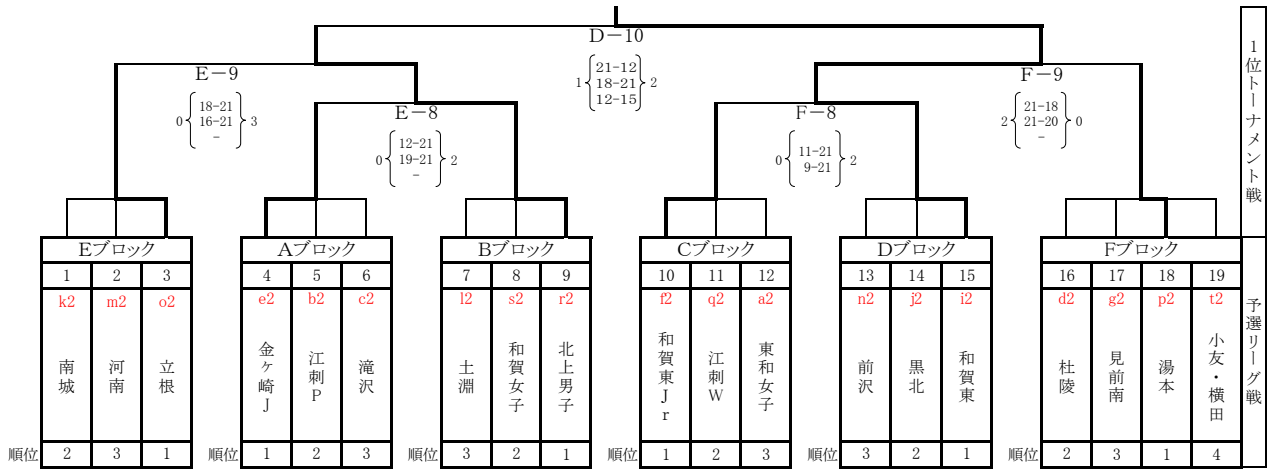 D－10
1 21-12 18-21 12-15 2
E－9
0 18-21 16-21 － 3
F－9
2 21-18 21-20 － 0
E－8
0 12-21 19-21 － 2
F－8
0 11-21 9-21 2
1位トーナメント戦
Eブロック Aブロック Bブロック Cブロック Dブロック Fブロック
1 2 3 4 5 6 7 8 9 10 11 12 13 14 15 16 17 18 19
k2 m2 o2 e2 b2 c2 l2 s2 r2 f2 q2 a2 n2 j2 i2 d2 g2 p2 t2
南城 河南 立根 金ケ崎J 江刺P 滝沢 土淵 和賀女子 北上男子 和賀東Jr 江刺W 東和女子 前沢 黒北 和賀東 杜陵 見前南 湯本 小友・横田
予選リーグ戦
順位 2 3 1 順位 1 2 3 順位 3 2 1 順位 1 2 3 順位 3 2 1 順位 2 3 1 4